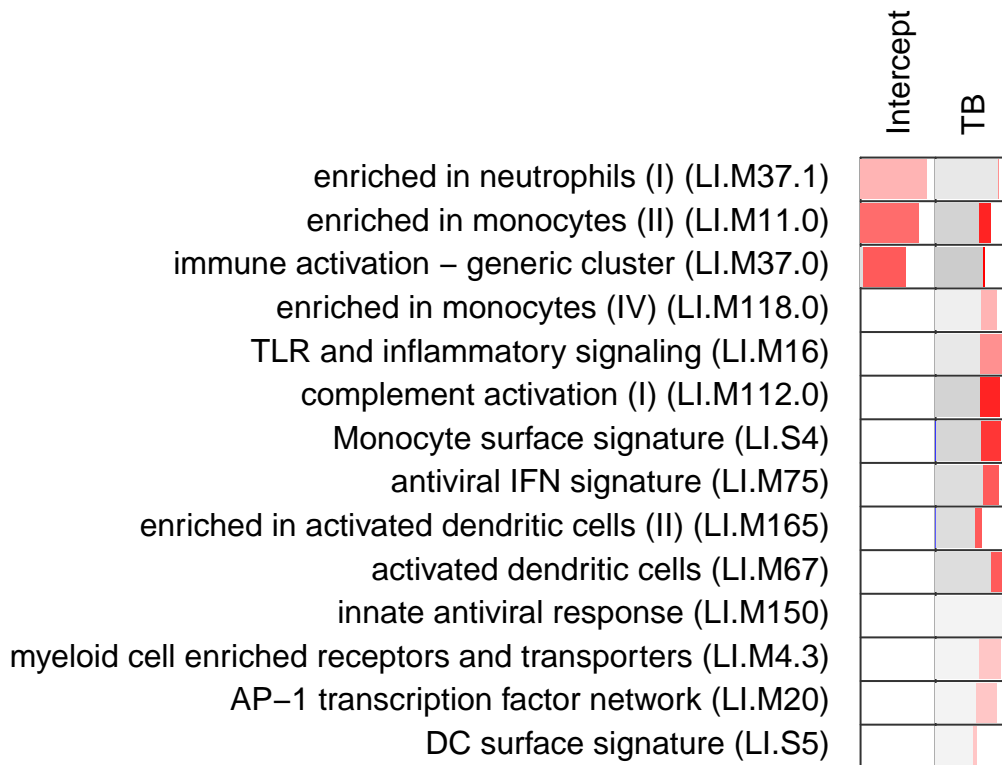 Intercept
TB
enriched in neutrophils (I) (LI.M37.1)
enriched in monocytes (II) (LI.M11.0)
immune activation − generic cluster (LI.M37.0)
enriched in monocytes (IV) (LI.M118.0)
TLR and inflammatory signaling (LI.M16)
complement activation (I) (LI.M112.0)
Monocyte surface signature (LI.S4)
antiviral IFN signature (LI.M75)
enriched in activated dendritic cells (II) (LI.M165)
activated dendritic cells (LI.M67)
innate antiviral response (LI.M150)
myeloid cell enriched receptors and transporters (LI.M4.3)
AP−1 transcription factor network (LI.M20)
DC surface signature (LI.S5)